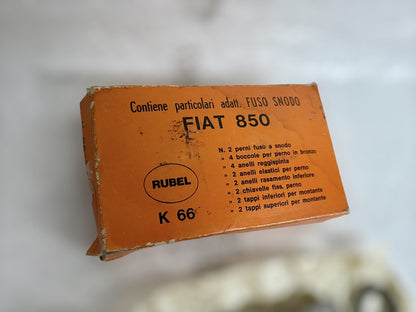 Contiene particolari adatt. FUSO SNODO
FIAT 850
RUBEL
K 66
N. 2 perni fuso a snodo
» 4 boccole per perno in bronzo
» 4 anelli reggispinta
» 2 anelli elastici per perno
» 2 anelli rasamento inferiore
» 2 chiavelle fiss. perno
» 2 tappi inferiori per montante
» 2 tappi superiori per montante